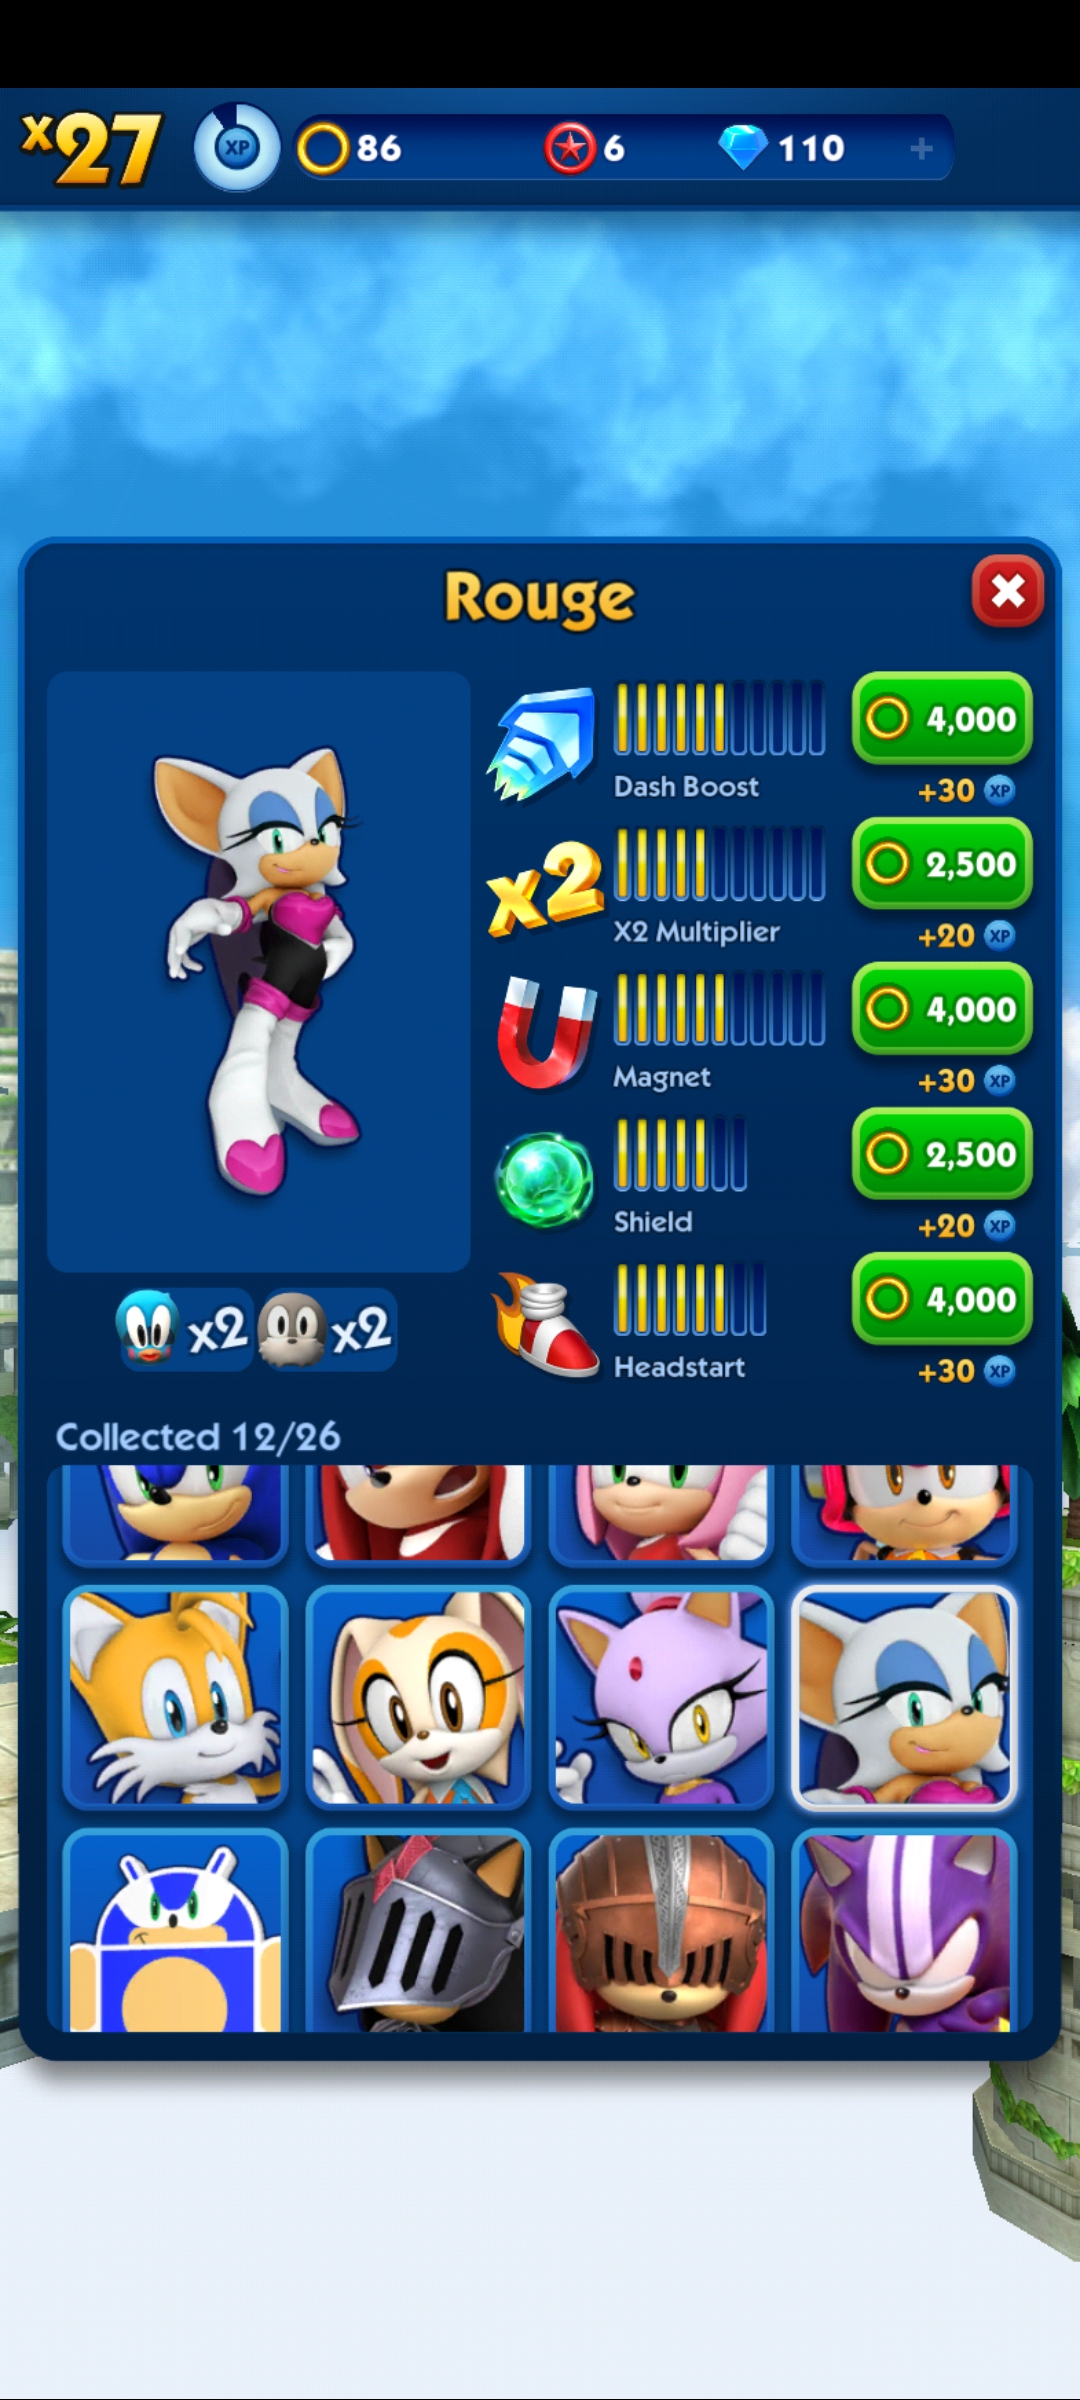 x27 XP 86 6 110 +
Rouge
4,000
Dash Boost +30 XP
x2 2,500
X2 Multiplier +20 XP
4,000
Magnet +30 XP
2,500
Shield +20 XP
x2 x2 4,000
Headstart +30 XP
Collected 12/26